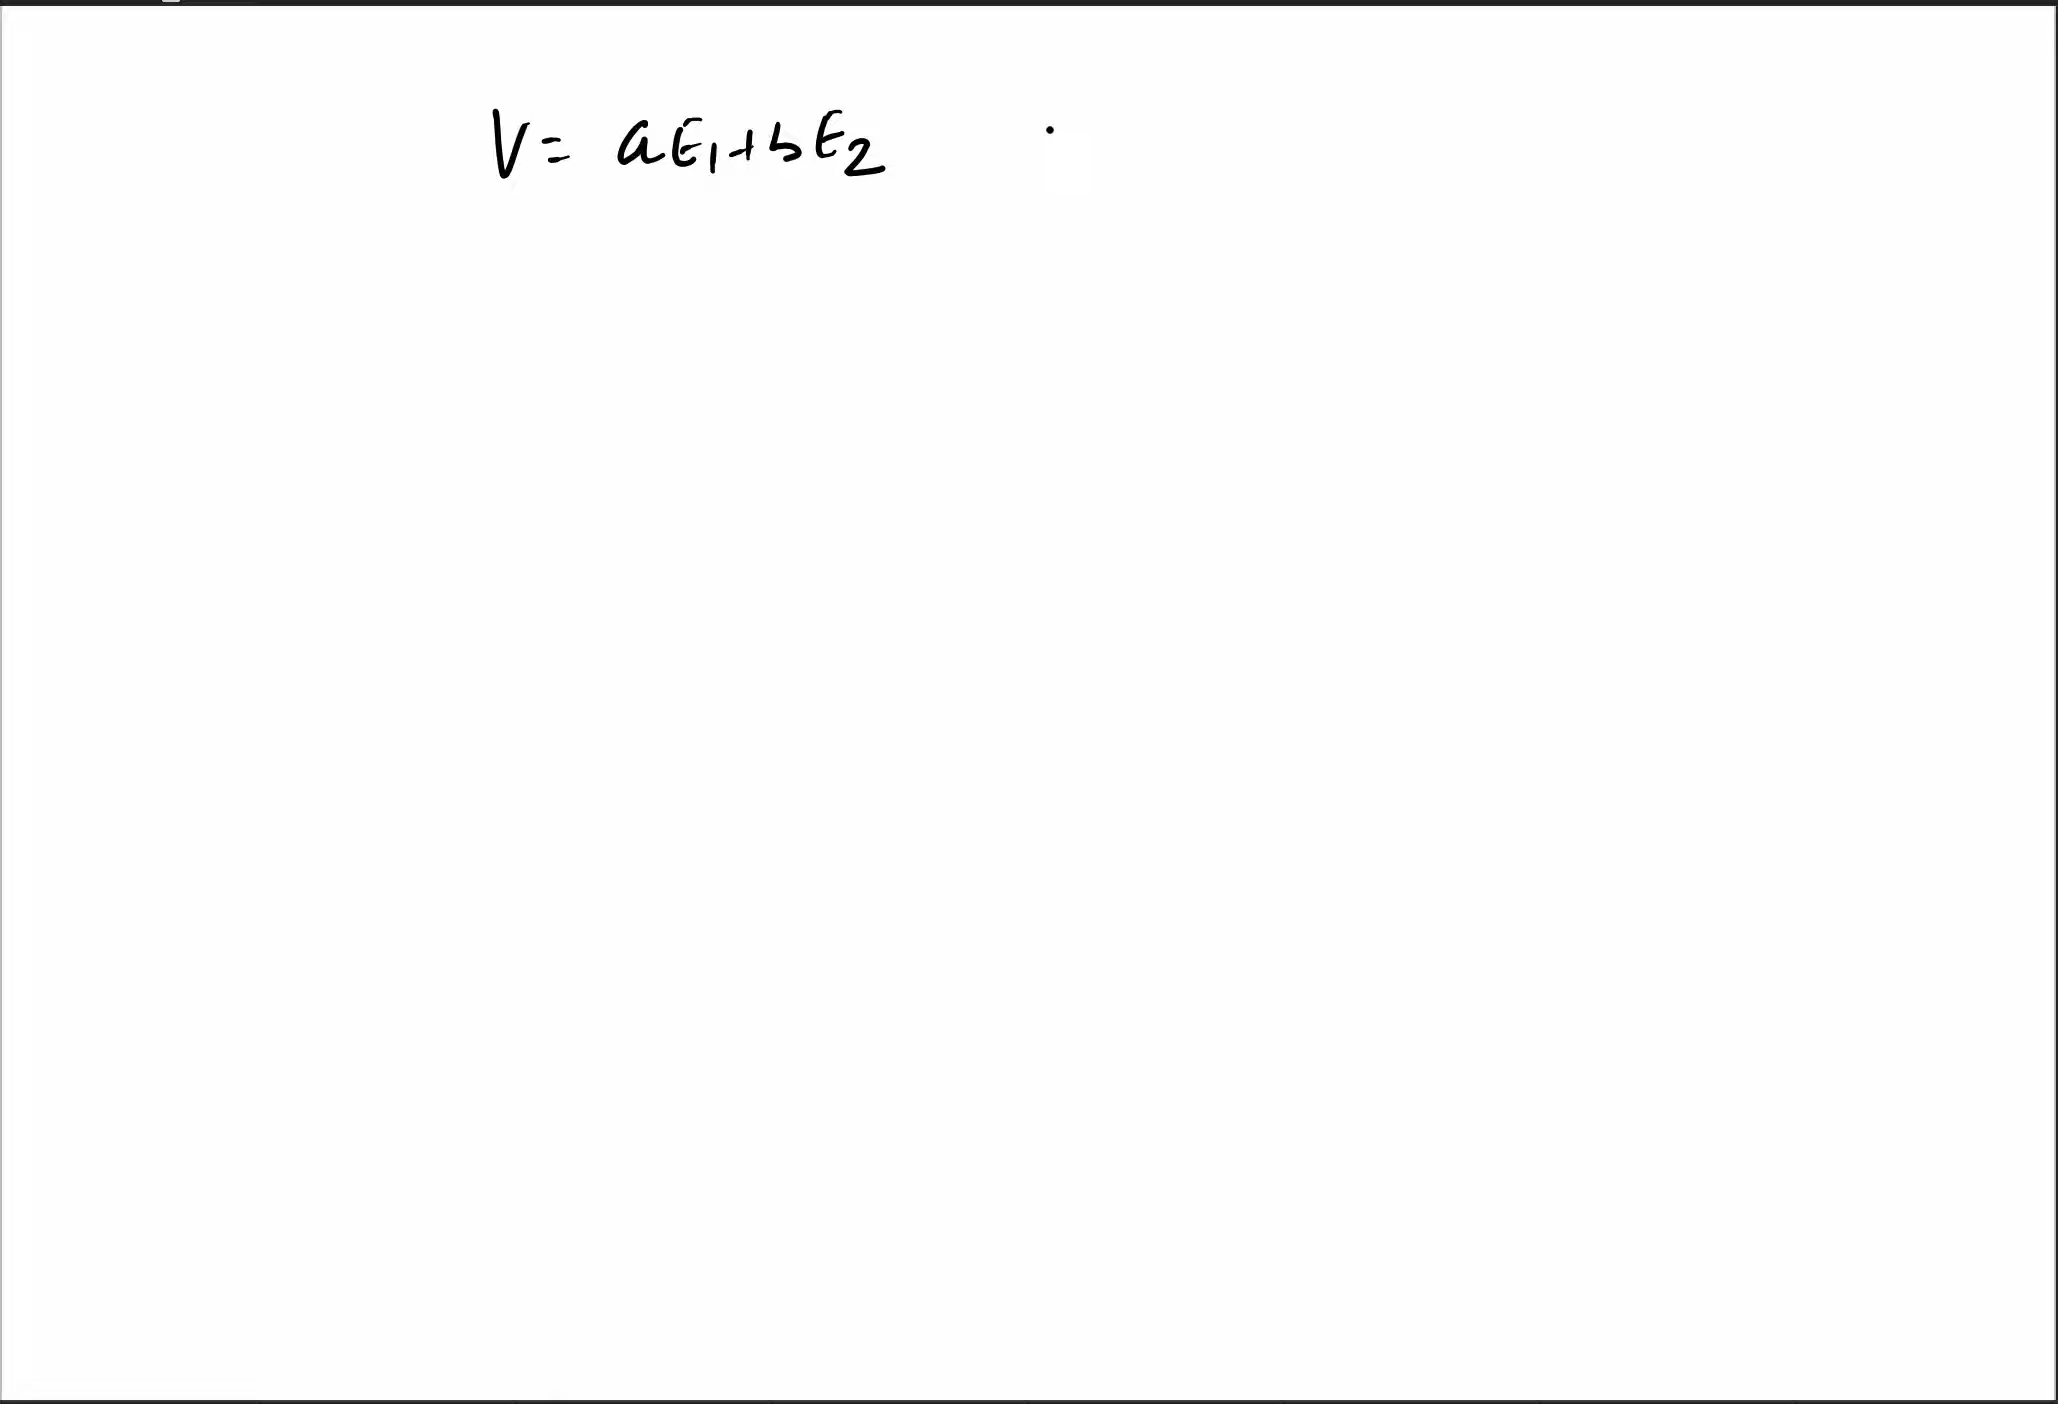 V = aE₁ + bE₂